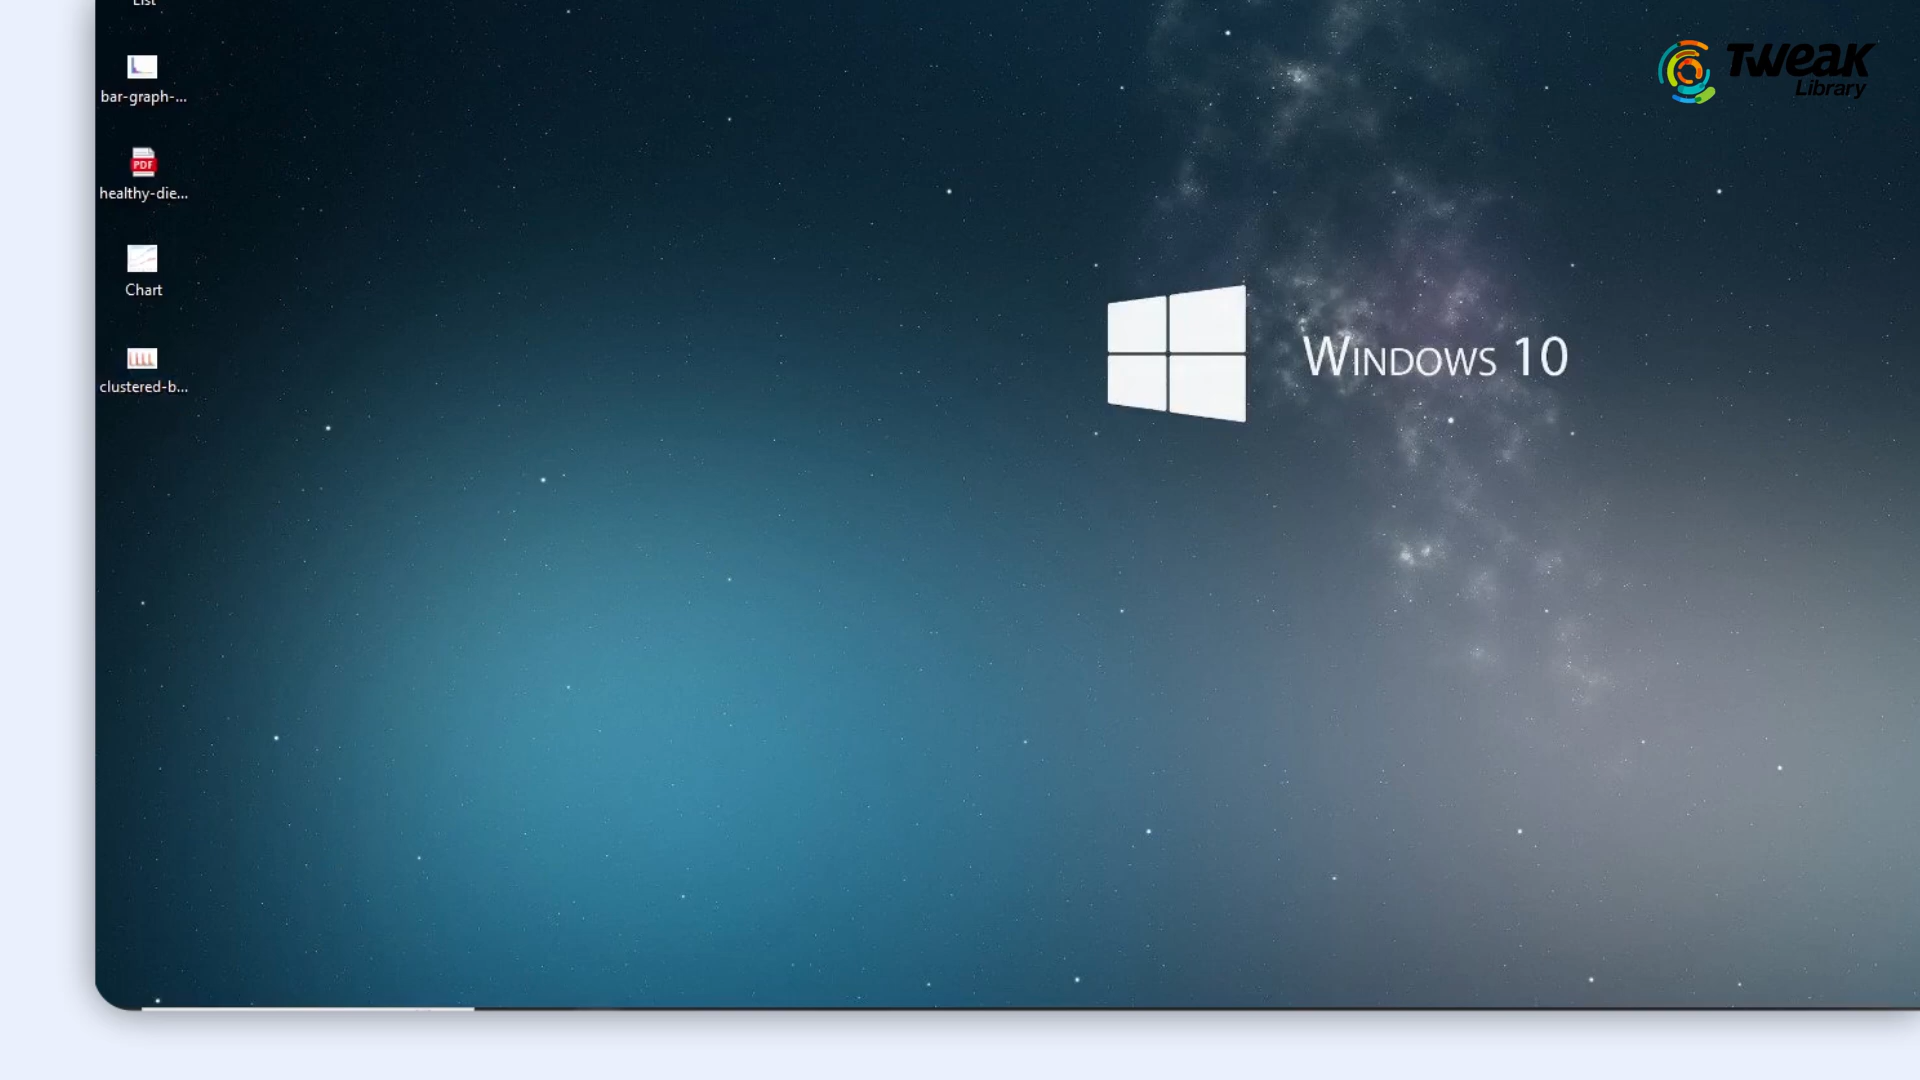 List
bar-graph-...
PDF
healthy-die...
Chart
clustered-b...
Windows 10
Tweak
Library